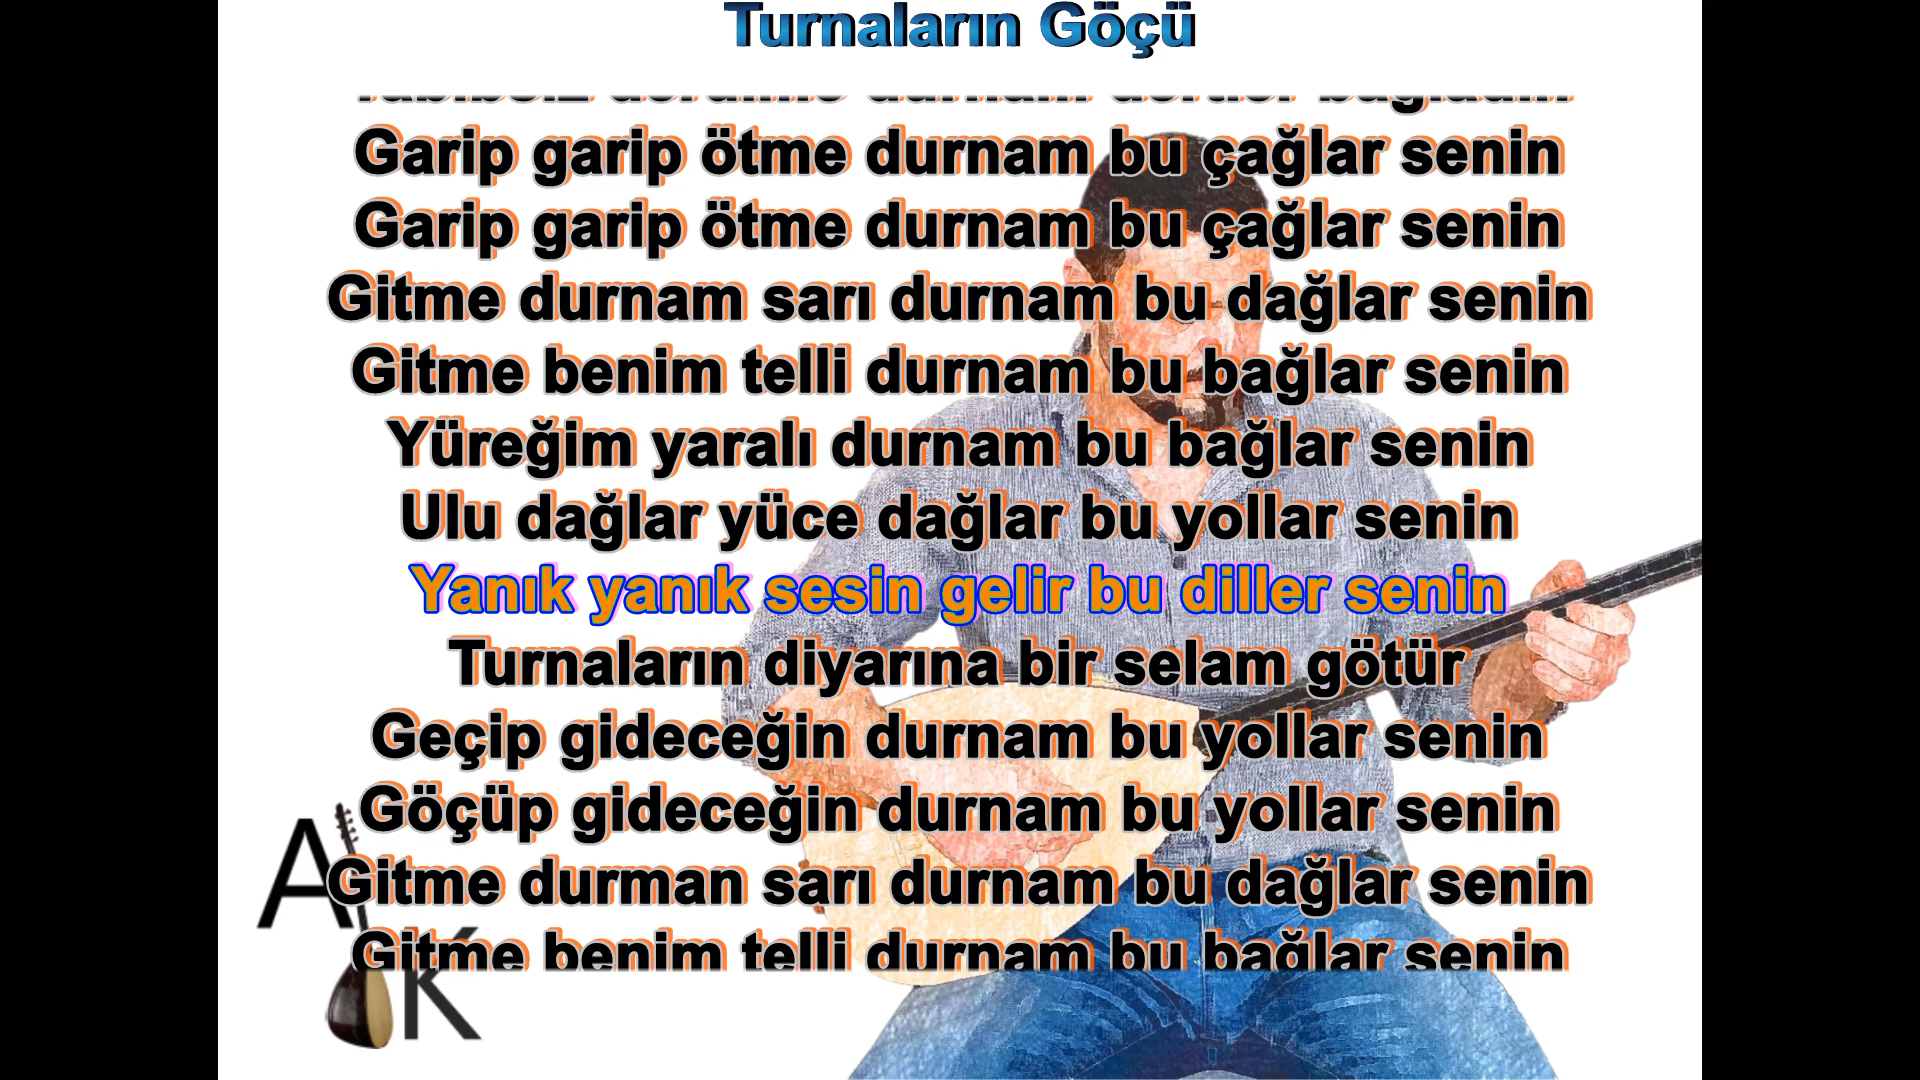 Turnaların Göçü
durnam
Garip garip ötme durnam bu çağlar senin
Garip garip ötme durnam bu çağlar senin
Gitme durnam sarı durnam bu dağlar senin
Gitme benim telli durnam bu bağlar senin
Yüreğim yaralı durnam bu bağlar senin
Ulu dağlar yüce dağlar bu yollar senin
Yanık yanık sesin gelir bu diller senin
Turnaların diyarına bir selam götür
Geçip gideceğin durnam bu yollar senin
Göçüp gideceğin durnam bu yollar senin
Gitme durman sarı durnam bu dağlar senin
Gitme benim telli durnam bu bağlar senin
A
K